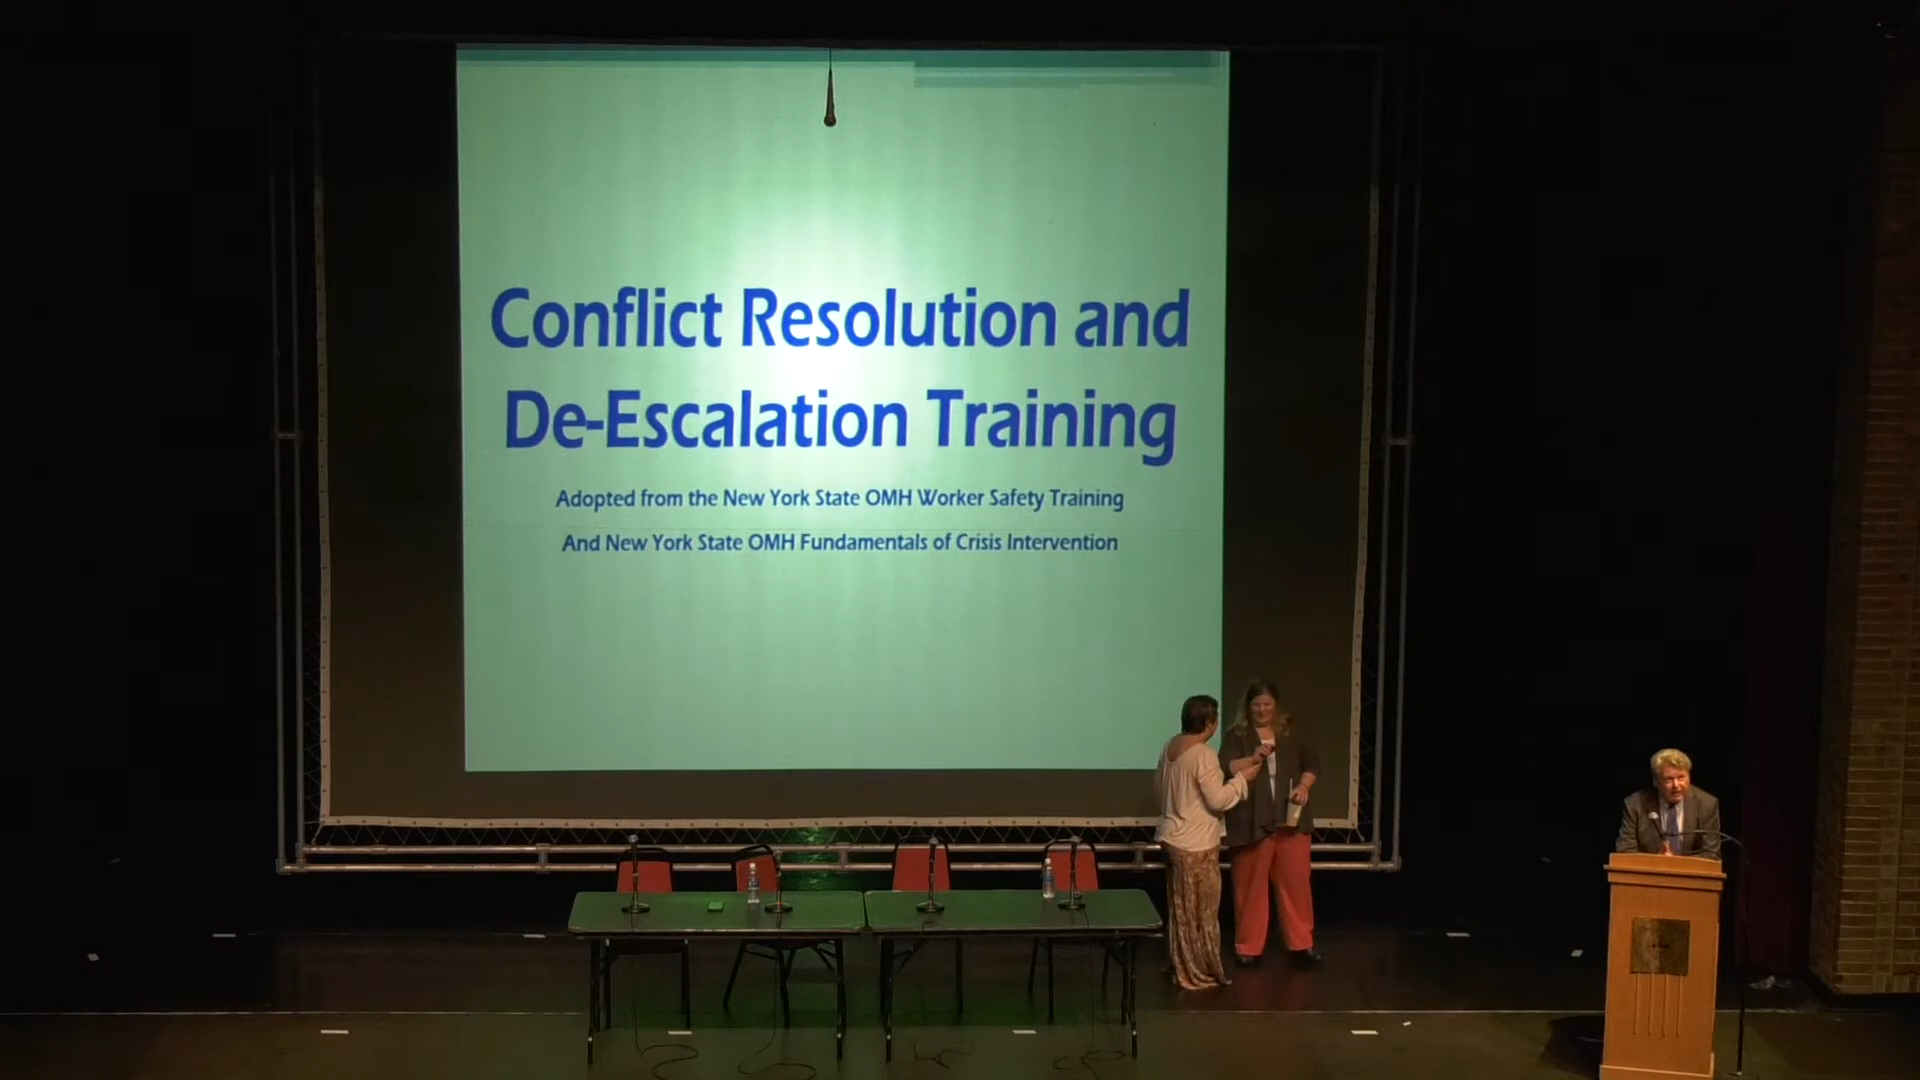 Conflict Resolution and
De-Escalation Training
Adopted from the New York State OMH Worker Safety Training
And New York State OMH Fundamentals of Crisis Intervention